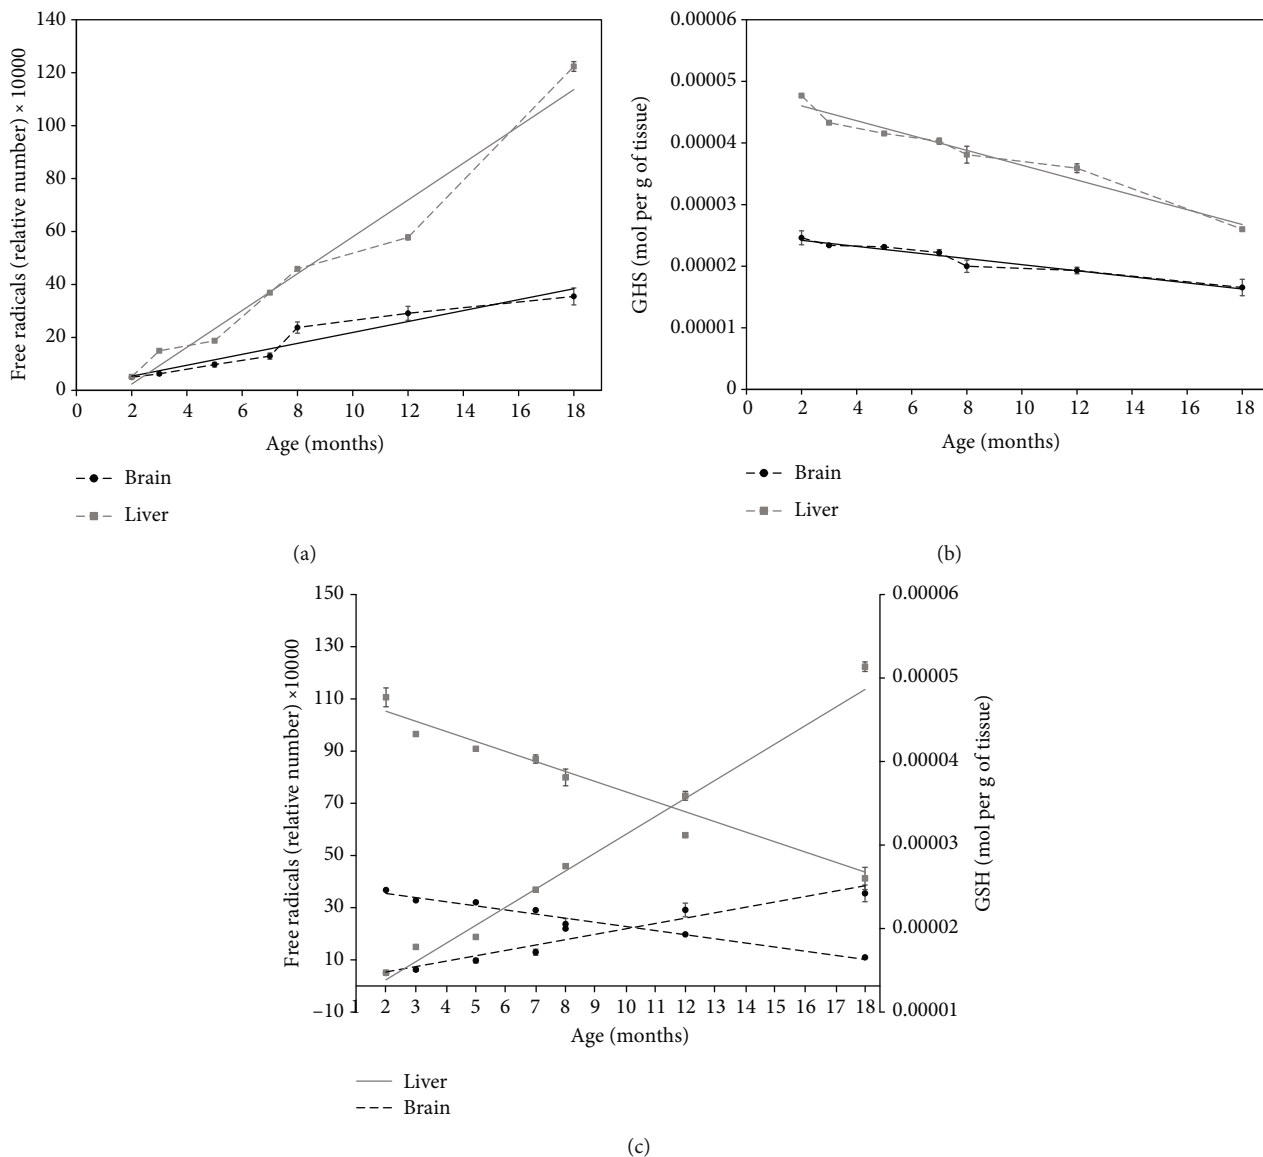 Free radicals (relative number) × 10000
140
120
100
80
60
40
20
0
0 2 4 6 8 10 12 14 16 18
Age (months)
Brain
Liver
(a)
GHS (mol per g of tissue)
0.00006
0.00005
0.00004
0.00003
0.00002
0.00001
0
0 2 4 6 8 10 12 14 16 18
Age (months)
Brain
Liver
(b)
Free radicals (relative number) ×10000
150
130
110
90
70
50
30
10
−10
1 2 3 4 5 6 7 8 9 10 11 12 13 14 15 16 17 18
Age (months)
0.00006
0.00005
0.00004
0.00003
0.00002
0.00001
GSH (mol per g of tissue)
Liver
Brain
(c)